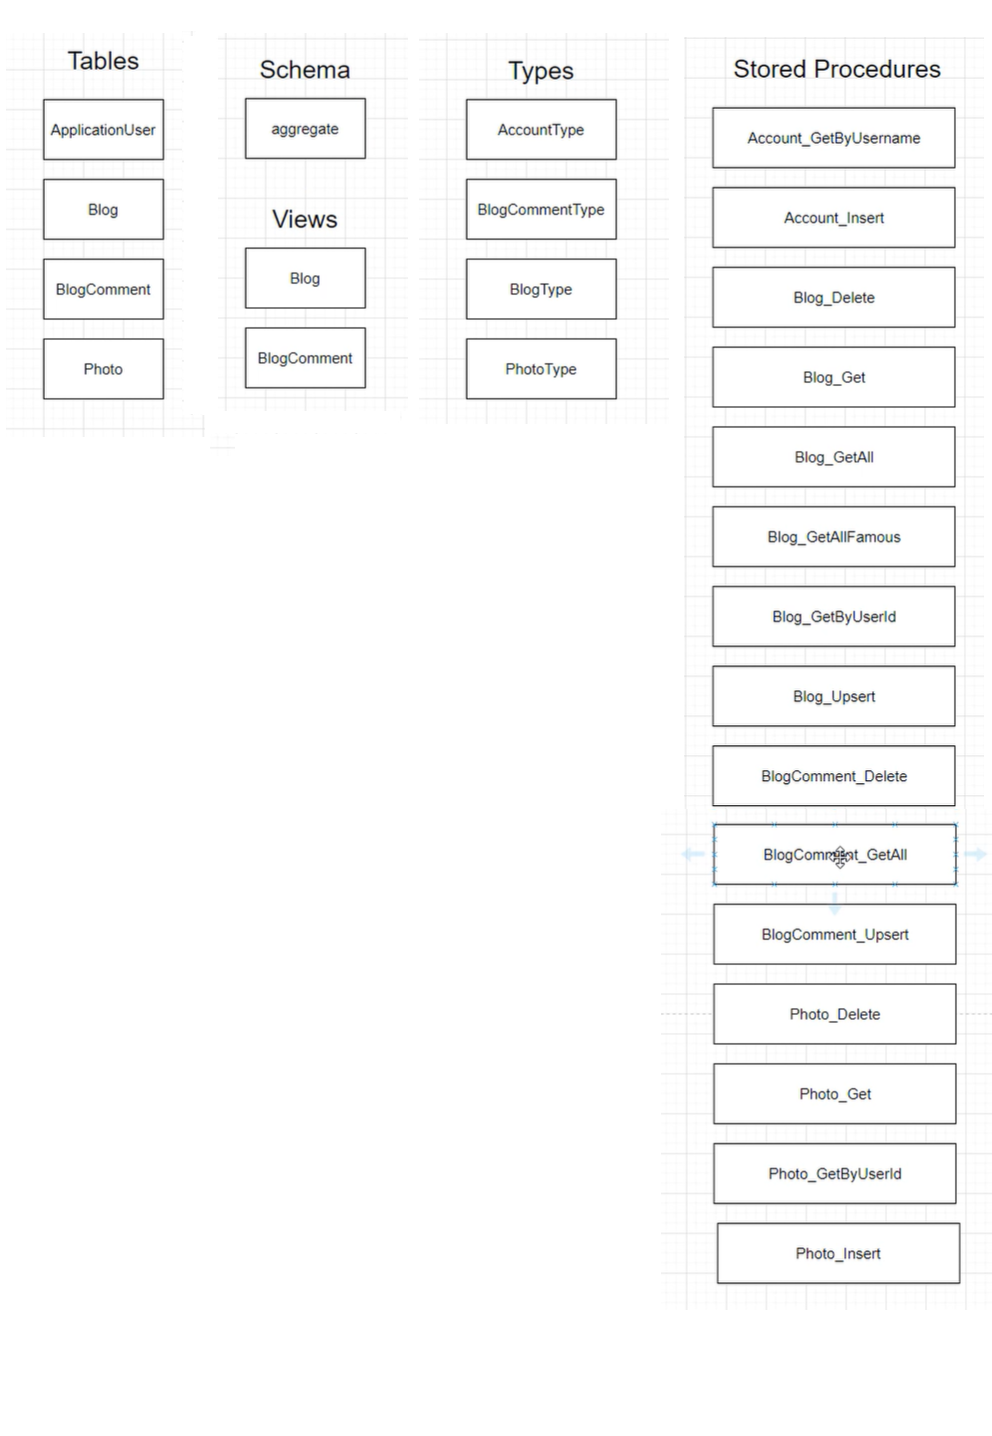 Tables
ApplicationUser
Blog
BlogComment
Photo
Schema
aggregate
Views
Blog
BlogComment
Types
AccountType
BlogCommentType
BlogType
PhotoType
Stored Procedures
Account_GetByUsername
Account_Insert
Blog_Delete
Blog_Get
Blog_GetAll
Blog_GetAllFamous
Blog_GetByUserId
Blog_Upsert
BlogComment_Delete
BlogComment_GetAll
BlogComment_Upsert
Photo_Delete
Photo_Get
Photo_GetByUserId
Photo_Insert